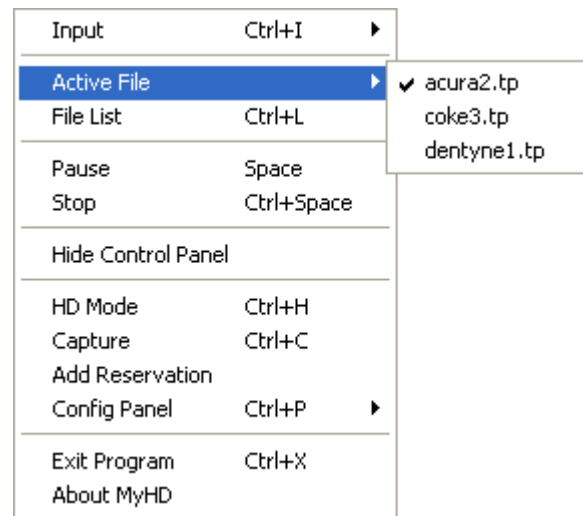 Input Ctrl+I
Active File
File List Ctrl+L
Pause Space
Stop Ctrl+Space
Hide Control Panel
HD Mode Ctrl+H
Capture Ctrl+C
Add Reservation
Config Panel Ctrl+P
Exit Program Ctrl+X
About MyHD
acura2.tp
coke3.tp
dentyne1.tp